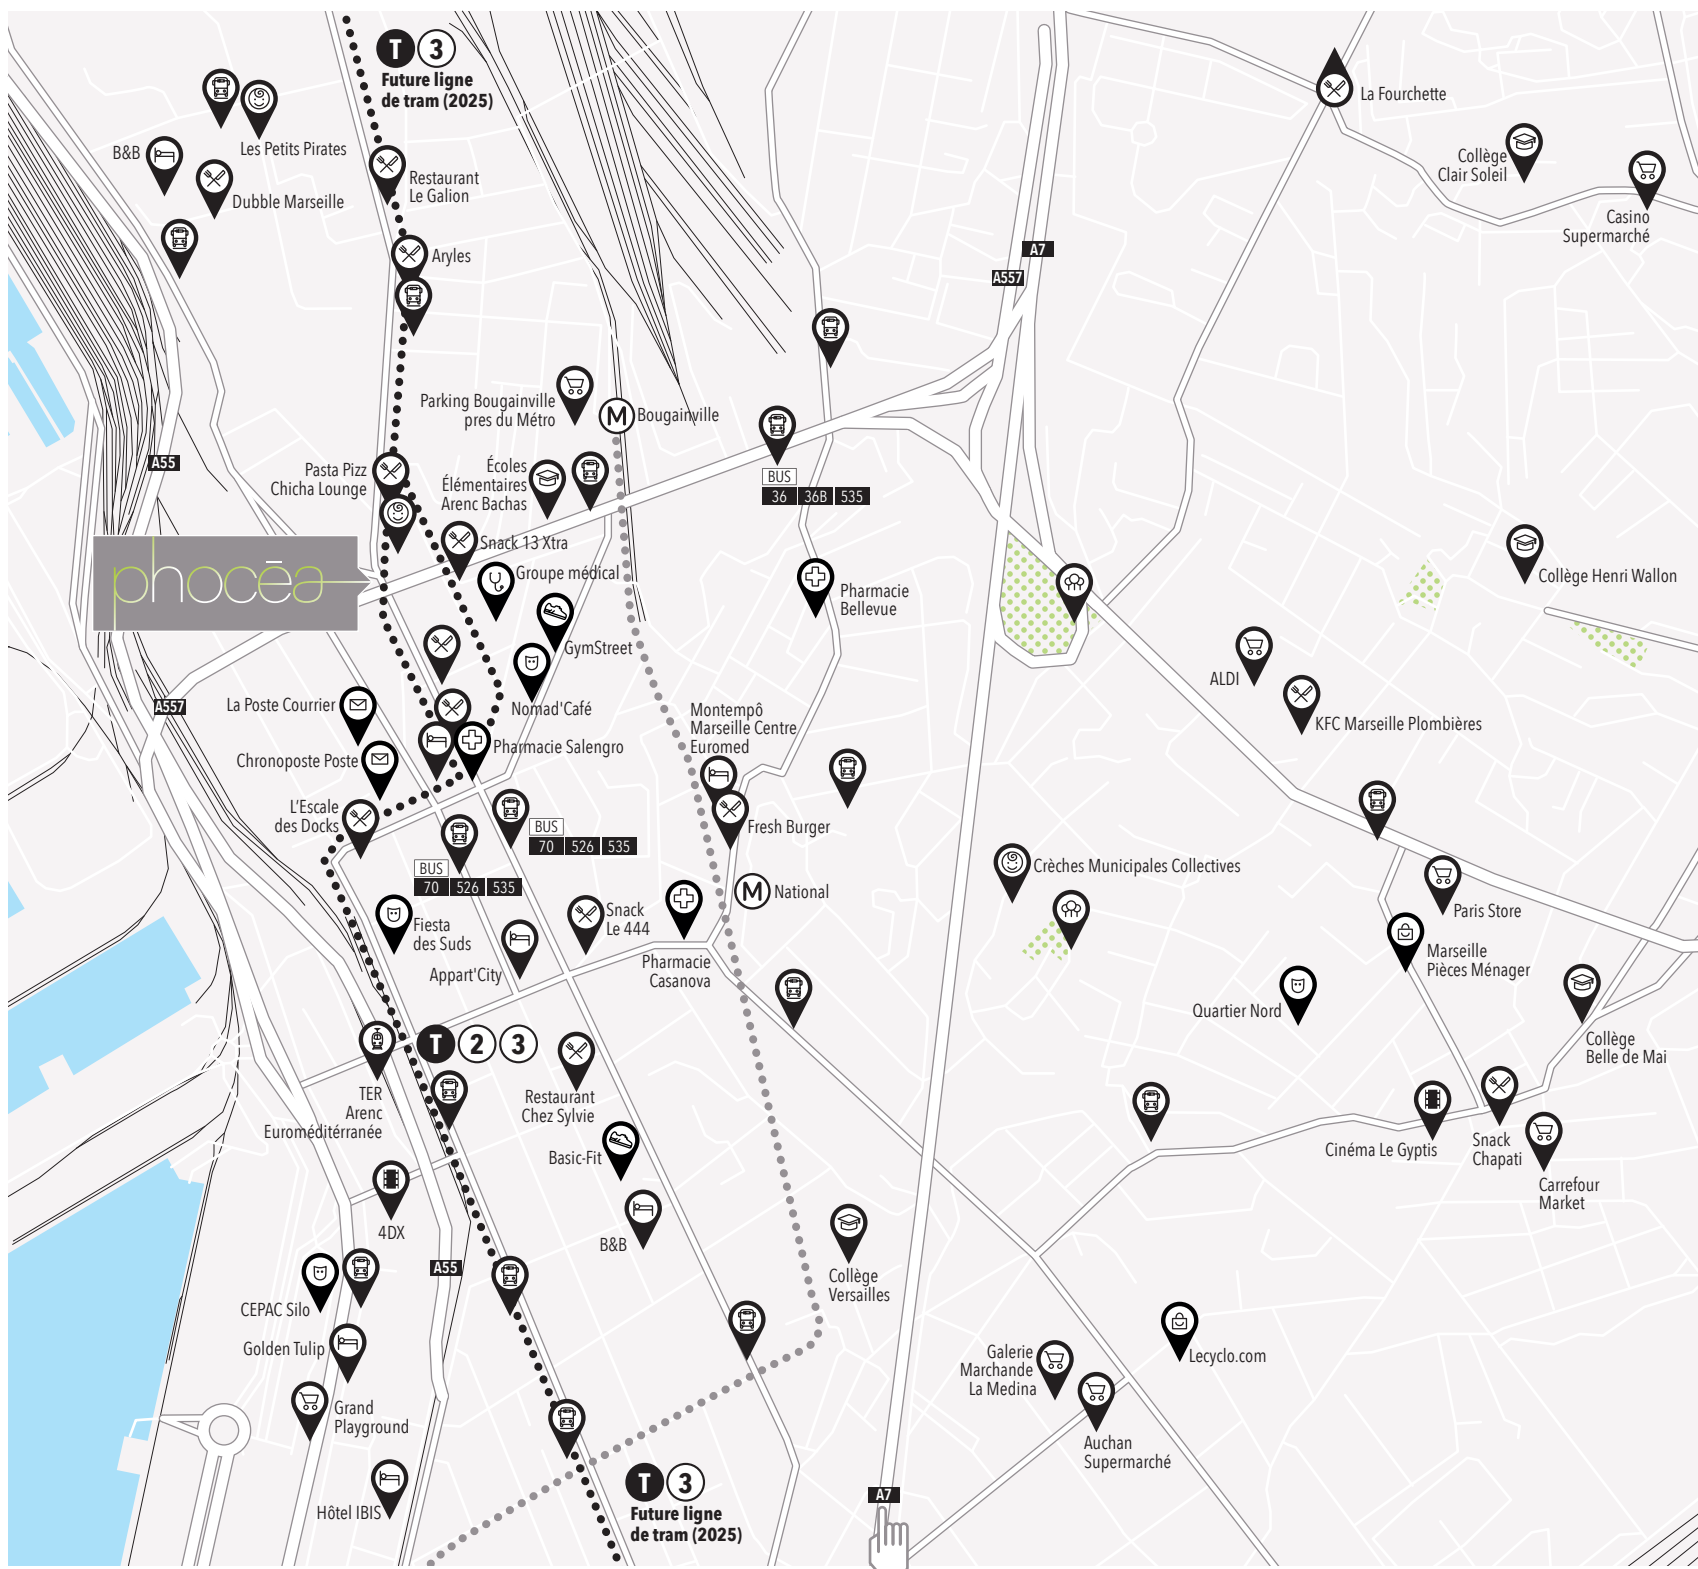 T 3
Future ligne
de tram (2025)
La Fourchette
Les Petits Pirates
B&B
Dubble Marseille
Restaurant
Le Galion
Collège
Clair Soleil
Casino
Supermarché
Aryles
A7
A557
Parking Bougainville
pres du Métro
M Bougainville
A55
Pasta Pizz
Chicha Lounge
Écoles
Élémentaires
Arenc Bachas
BUS
36 36B 535
Snack 13 Xtra
phocēa
Groupe médical
Pharmacie
Bellevue
Collège Henri Wallon
GymStreet
ALDI
A557
La Poste Courrier
Nomad'Café
Montempô
Marseille Centre
Euromed
KFC Marseille Plombières
Pharmacie Salengro
Chronoposte Poste
L'Escale
des Docks
Fresh Burger
BUS
70 526 535
BUS
70 526 535
Crèches Municipales Collectives
M National
Paris Store
Snack
Le 444
Fiesta
des Suds
Appart'City
Pharmacie
Casanova
Marseille
Pièces Ménager
Quartier Nord
T 2 3
Collège
Belle de Mai
TER
Arenc
Euroméditérranée
Restaurant
Chez Sylvie
Basic-Fit
Cinéma Le Gyptis
Snack
Chapati
Carrefour
Market
4DX
B&B
A55
Collège
Versailles
CEPAC Silo
Golden Tulip
Lecyclo.com
Galerie
Marchande
La Medina
Grand
Playground
Auchan
Supermarché
T 3
Future ligne
de tram (2025)
A7
Hôtel IBIS